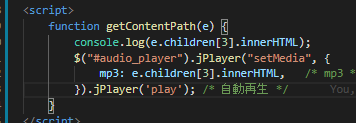 <script>
function getContentPath(e) {
console.log(e.children[3].innerHTML);
$("#audio_player").jPlayer("setMedia", {
mp3: e.children[3].innerHTML, /* mp3 *
}).jPlayer('play'); /* 自動再生 */ You,
}
</script>